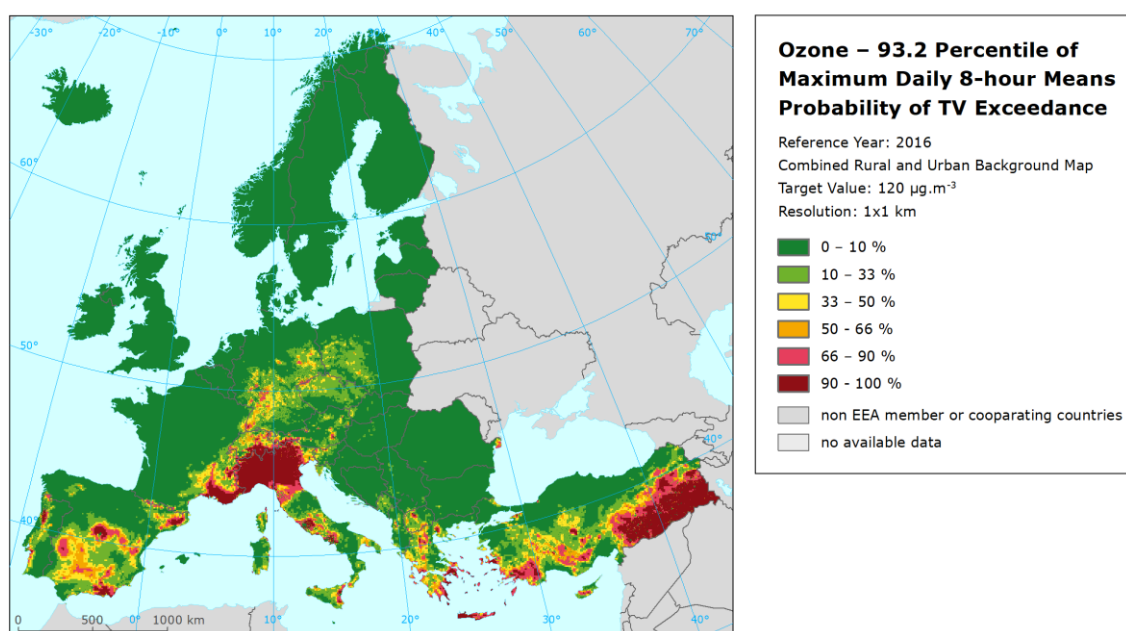 -30° -20° -10° 0° 10° 20° 30° 40° 50° 60° 70°
60°
50°
50°
40°
40°
0 500 1000 km
0° 10° 20° 30° 40°
Ozone – 93.2 Percentile of
Maximum Daily 8-hour Means
Probability of TV Exceedance
Reference Year: 2016
Combined Rural and Urban Background Map
Target Value: 120 µg.m-3
Resolution: 1x1 km
0 – 10 %
10 – 33 %
33 – 50 %
50 - 66 %
66 – 90 %
90 - 100 %
non EEA member or cooparating countries
no available data